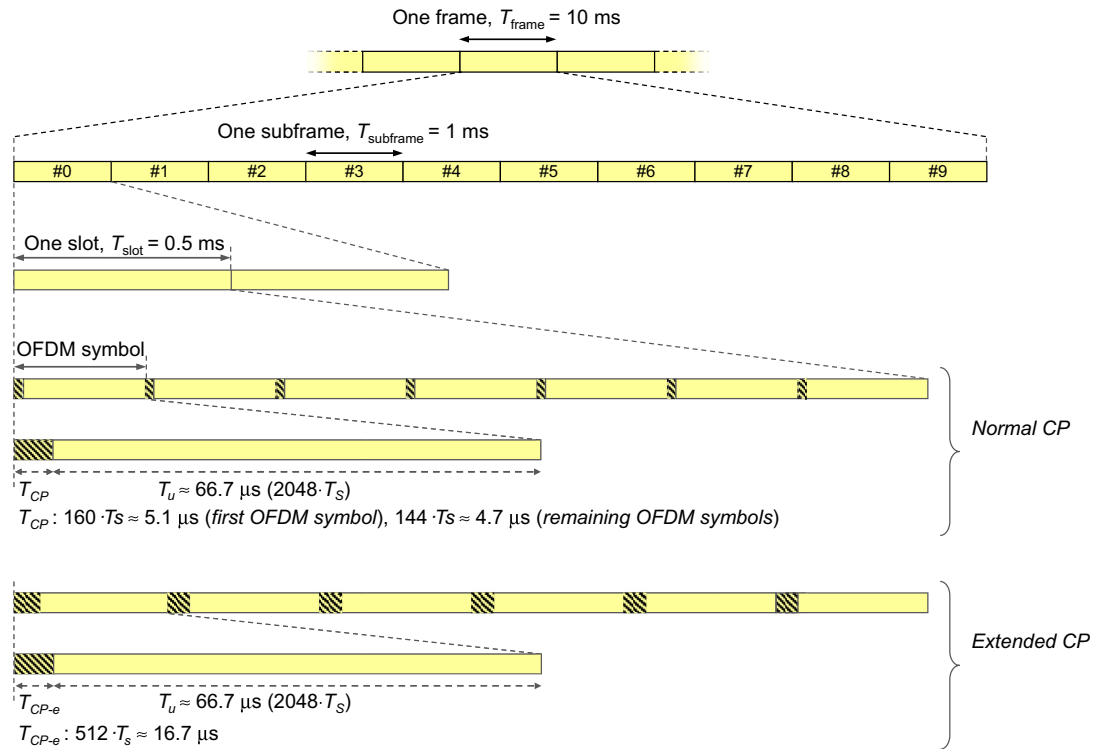 One frame, T_frame = 10 ms
One subframe, T_subframe = 1 ms
#0 #1 #2 #3 #4 #5 #6 #7 #8 #9
One slot, T_slot = 0.5 ms
OFDM symbol
Normal CP
T_CP T_u ≈ 66.7 μs (2048·T_S)
T_CP : 160 ·Ts ≈ 5.1 μs (first OFDM symbol), 144 ·Ts ≈ 4.7 μs (remaining OFDM symbols)
Extended CP
T_CP-e T_u ≈ 66.7 μs (2048·T_S)
T_CP-e : 512 ·T_s ≈ 16.7 μs